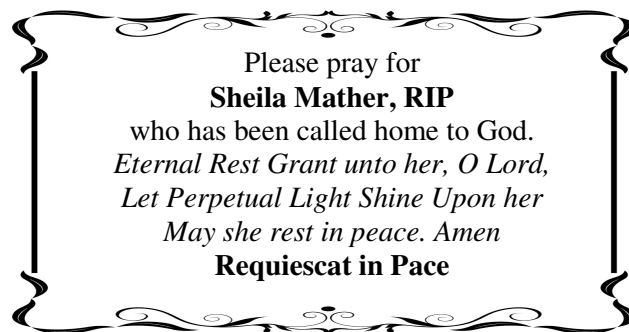 Please pray for
Sheila Mather, RIP
who has been called home to God.
Eternal Rest Grant unto her, O Lord,
Let Perpetual Light Shine Upon her
May she rest in peace. Amen
Requiescat in Pace